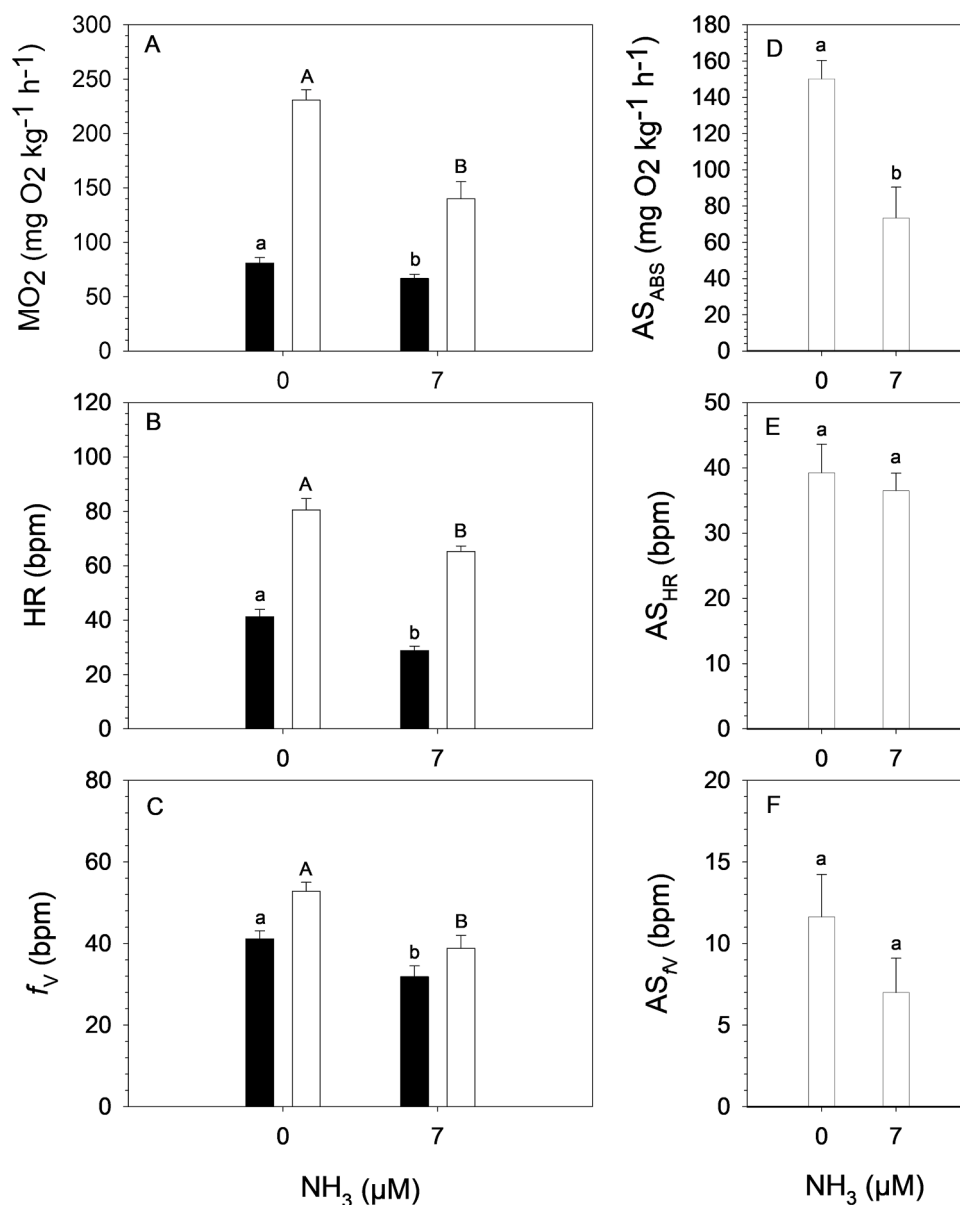 A
MO2 (mg O2 kg-1 h-1)
300
250
200
150
100
50
0
a
A
b
B
0
7
D
ASABS (mg O2 kg-1 h-1)
180
160
140
120
100
80
60
40
20
0
a
b
0
7
B
HR (bpm)
120
100
80
60
40
20
0
a
A
b
B
0
7
E
ASHR (bpm)
50
40
30
20
10
0
a
a
0
7
C
fV (bpm)
80
60
40
20
0
a
A
b
B
0
7
NH3 (µM)
F
ASfV (bpm)
20
15
10
5
0
a
a
0
7
NH3 (µM)